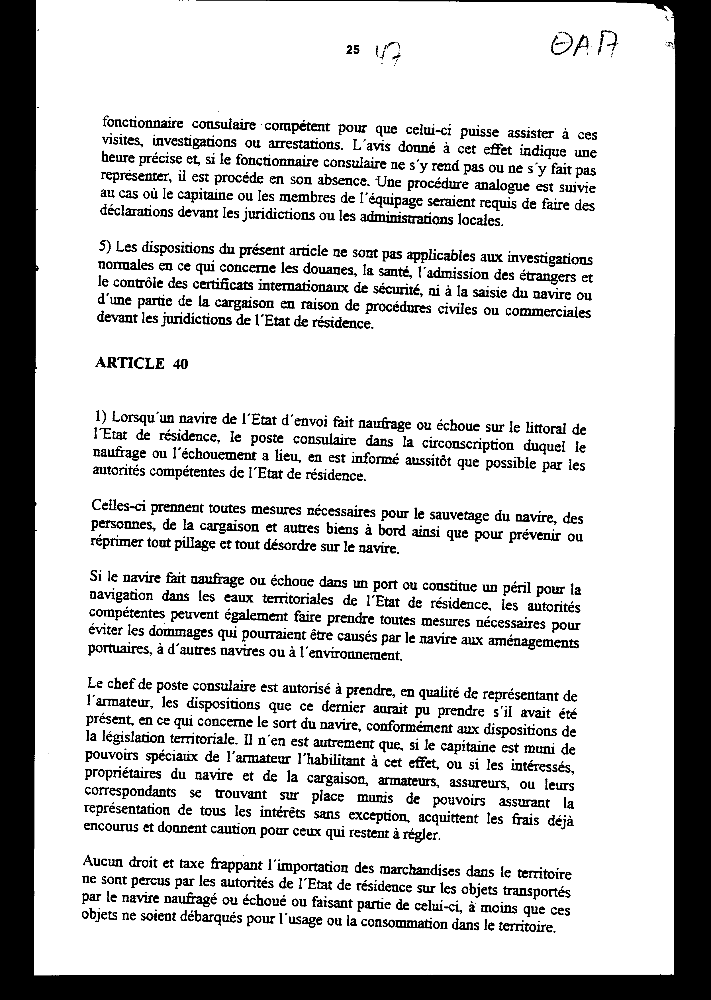 25 47
fonctionnaire consulaire compétent pour que celui-ci puisse assister à ces
visites, investigations ou arrestations. L´avis donné à cet effet indique une
heure précise et, si le fonctionnaire consulaire ne s´y rend pas ou ne s´y fait pas
représenter, il est procéde en son absence. Une procédure analogue est suivie
au cas où le capitaine ou les membres de l´équipage seraient requis de faire des
déclarations devant les juridictions ou les administrations locales.
5) Les dispositions du présent article ne sont pas applicables aux investigations
normales en ce qui concerne les douanes, la santé, l´admission des étrangers et
le contrôle des certificats internationaux de sécurité, ni à la saisie du navire ou
d´une partie de la cargaison en raison de procédures civiles ou commerciales
devant les juridictions de l´Etat de résidence.
ARTICLE 40
1) Lorsqu´un navire de l´Etat d´envoi fait naufrage ou échoue sur le littoral de
l´Etat de résidence, le poste consulaire dans la circonscription duquel le
naufrage ou l´échouement a lieu, en est informé aussitôt que possible par les
autorités compétentes de l´Etat de résidence.
Celles-ci prennent toutes mesures nécessaires pour le sauvetage du navire, des
personnes, de la cargaison et autres biens à bord ainsi que pour prévenir ou
réprimer tout pillage et tout désordre sur le navire.
Si le navire fait naufrage ou échoue dans un port ou constitue un péril pour la
navigation dans les eaux territoriales de l´Etat de résidence, les autorités
compétentes peuvent également faire prendre toutes mesures nécessaires pour
éviter les dommages qui pourraient être causés par le navire aux aménagements
portuaires, à d´autres navires ou à l´environnement.
Le chef de poste consulaire est autorisé à prendre, en qualité de représentant de
l´armateur, les dispositions que ce dernier aurait pu prendre s´il avait été
présent, en ce qui concerne le sort du navire, conformément aux dispositions de
la législation territoriale. Il n´en est autrement que, si le capitaine est muni de
pouvoirs spéciaux de l´armateur l´habilitant à cet effet, ou si les intéressés,
propriétaires du navire et de la cargaison, armateurs, assureurs, ou leurs
correspondants se trouvant sur place munis de pouvoirs assurant la
représentation de tous les intérêts sans exception, acquittent les frais déjà
encourus et donnent caution pour ceux qui restent à régler.
Aucun droit et taxe frappant l´importation des marchandises dans le territoire
ne sont percus par les autorités de l´Etat de résidence sur les objets transportés
par le navire naufragé ou échoué ou faisant partie de celui-ci, à moins que ces
objets ne soient débarqués pour l´usage ou la consommation dans le territoire.